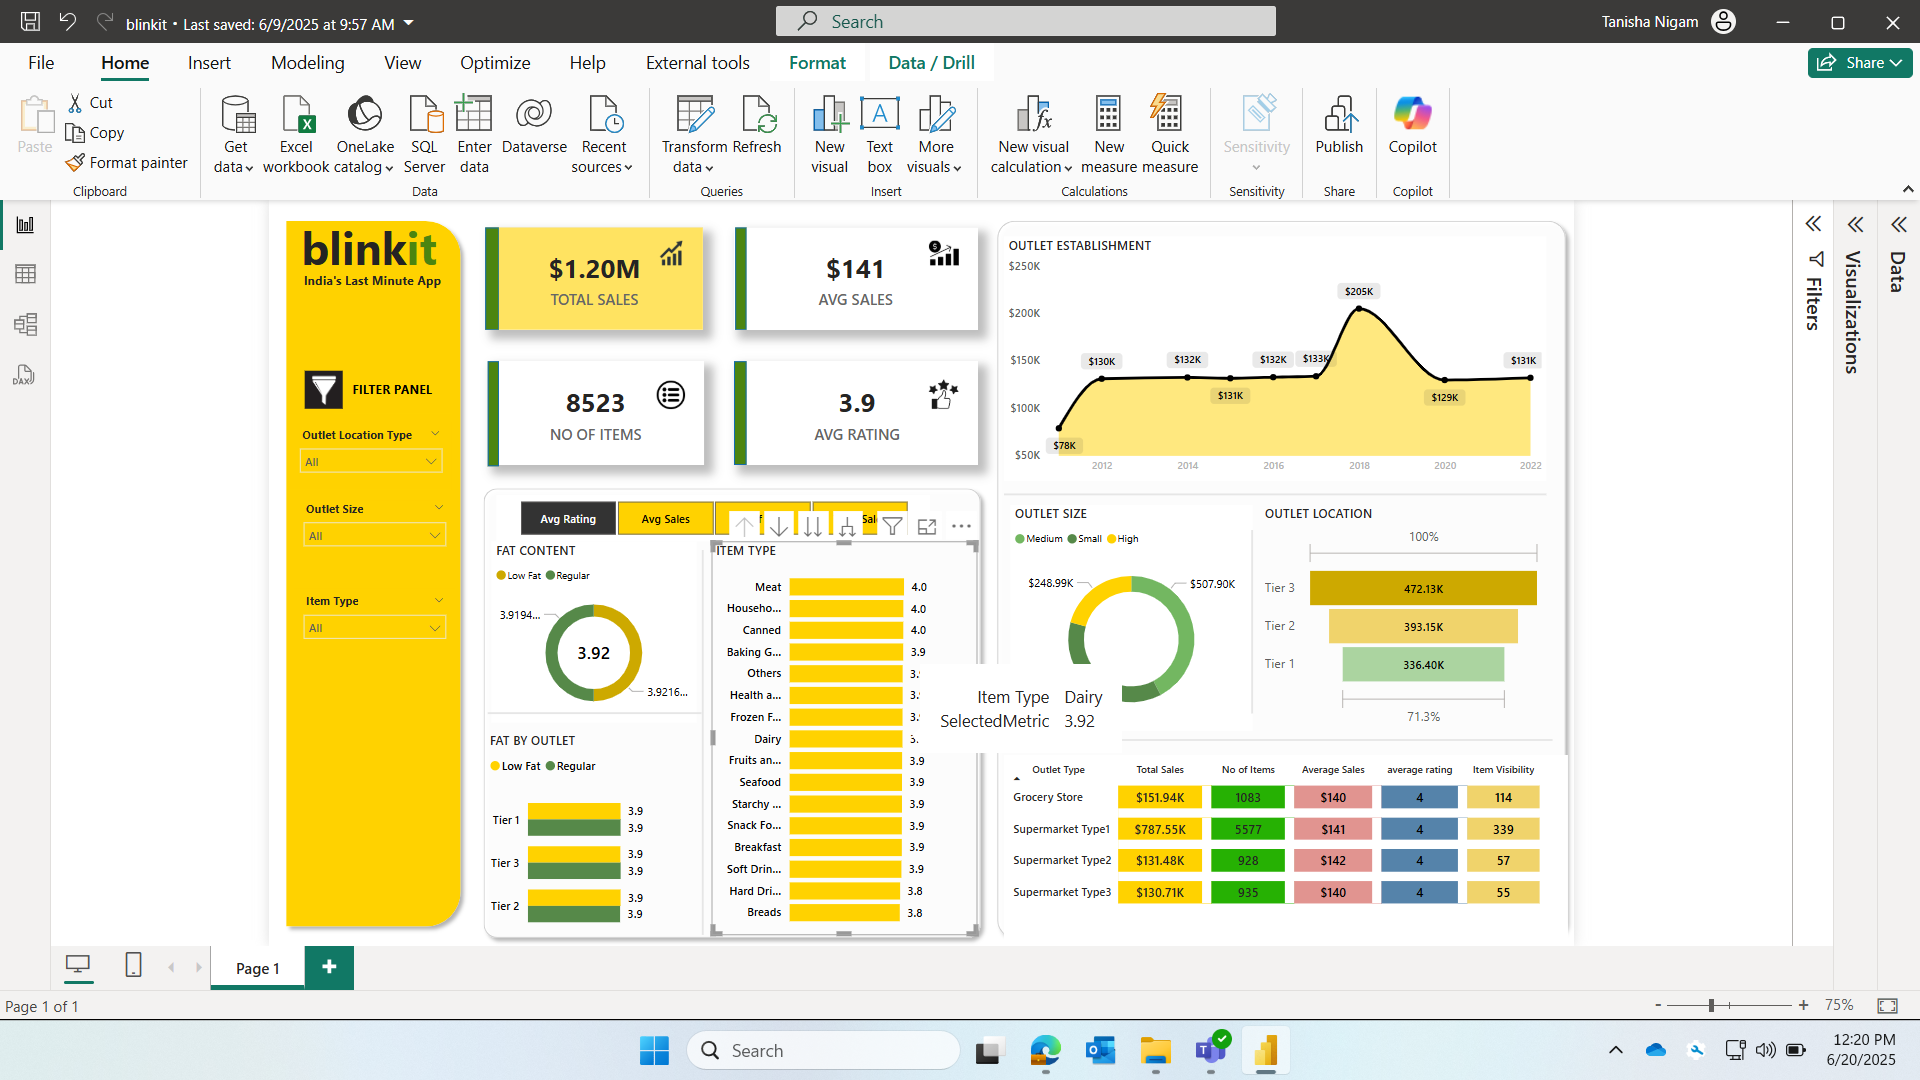 blinkit • Last saved: 6/9/2025 at 9:57 AM
Search
Tanisha Nigam
File
Home
Insert
Modeling
View
Optimize
Help
External tools
Format
Data / Drill
Share
Paste
Cut
Copy
Format painter
Clipboard
Get data
Excel workbook
OneLake catalog
SQL Server
Enter data
Dataverse
Recent sources
Data
Transform data
Refresh
Queries
New visual
Text box
More visuals
Insert
New visual calculation
New measure
Quick measure
Calculations
Sensitivity
Sensitivity
Publish
Share
Copilot
Copilot
blinkit
India's Last Minute App
FILTER PANEL
Outlet Location Type
All
Outlet Size
All
Item Type
All
$1.20M
TOTAL SALES
$141
AVG SALES
8523
NO OF ITEMS
3.9
AVG RATING
Avg Rating
Avg Sales
FAT CONTENT
Low Fat
Regular
3.9194...
3.92
3.9216...
FAT BY OUTLET
Low Fat
Regular
Tier 1
3.9
3.9
Tier 3
3.9
3.9
Tier 2
3.9
3.9
ITEM TYPE
Meat 4.0
Househo... 4.0
Canned 4.0
Baking G... 3.9
Others
Health a...
Frozen F...
Dairy
Fruits an... 3.9
Seafood 3.9
Starchy ... 3.9
Snack Fo... 3.9
Breakfast 3.9
Soft Drin... 3.9
Hard Dri... 3.8
Breads 3.8
Item Type Dairy
SelectedMetric 3.92
OUTLET ESTABLISHMENT
$250K
$200K
$150K
$100K
$50K
$78K
$130K
$132K
$131K
$132K
$133K
$205K
$129K
$131K
2012
2014
2016
2018
2020
2022
OUTLET SIZE
Medium
Small
High
$248.99K
$507.90K
OUTLET LOCATION
100%
Tier 3 472.13K
Tier 2 393.15K
Tier 1 336.40K
71.3%
Outlet Type Total Sales No of Items Average Sales average rating Item Visibility
Grocery Store $151.94K 1083 $140 4 114
Supermarket Type1 $787.55K 5577 $141 4 339
Supermarket Type2 $131.48K 928 $142 4 57
Supermarket Type3 $130.71K 935 $140 4 55
Filters
Visualizations
Data
DAX
Page 1
Page 1 of 1
75%
Search
12:20 PM
6/20/2025